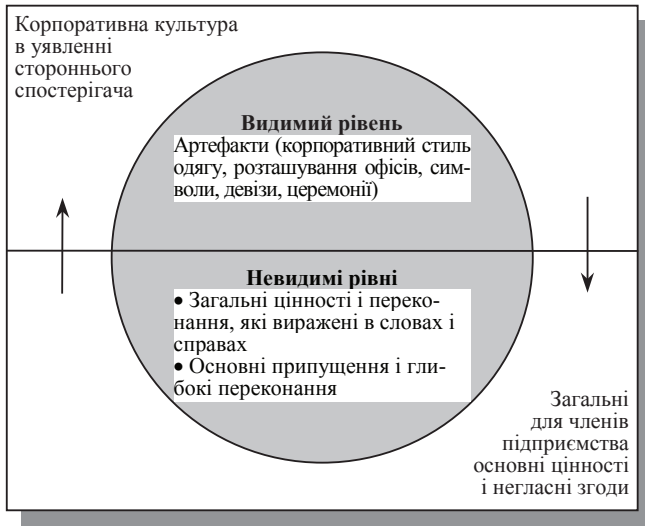 Корпоративна культура
в уявленні
стороннього
спостерігача
Видимий рівень
Артефакти (корпоративний стиль
одягу, розташування офісів, сим-
воли, девізи, церемонії)
Невидимі рівні
• Загальні цінності і переко-
нання, які виражені в словах і
справах
• Основні припущення і гли-
бокі переконання
Загальні
для членів
підприємства
основні цінності
і негласні згоди